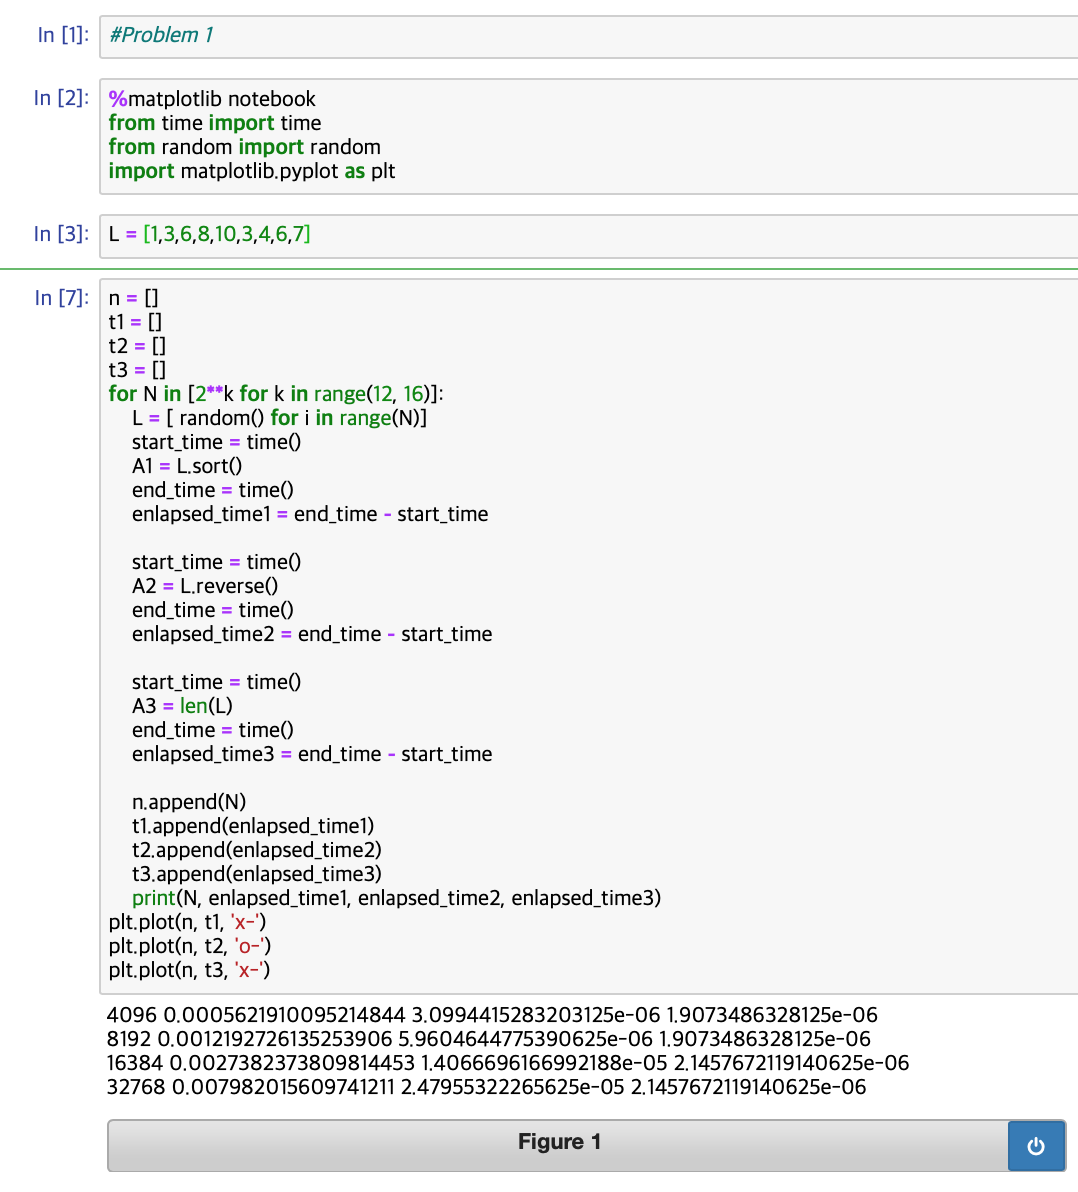 In [1]: #Problem 1
In [2]: %matplotlib notebook
from time import time
from random import random
import matplotlib.pyplot as plt
In [3]: L = [1,3,6,8,10,3,4,6,7]
In [7]: n = []
t1 = []
t2 = []
t3 = []
for N in [2**k for k in range(12, 16)]:
    L = [ random() for i in range(N)]
    start_time = time()
    A1 = L.sort()
    end_time = time()
    enlapsed_time1 = end_time - start_time
    start_time = time()
    A2 = L.reverse()
    end_time = time()
    enlapsed_time2 = end_time - start_time
    start_time = time()
    A3 = len(L)
    end_time = time()
    enlapsed_time3 = end_time - start_time
    n.append(N)
    t1.append(enlapsed_time1)
    t2.append(enlapsed_time2)
    t3.append(enlapsed_time3)
    print(N, enlapsed_time1, enlapsed_time2, enlapsed_time3)
plt.plot(n, t1, 'x-')
plt.plot(n, t2, 'o-')
plt.plot(n, t3, 'x-')
4096 0.0005621910095214844 3.0994415283203125e-06 1.9073486328125e-06
8192 0.0012192726135253906 5.9604644775390625e-06 1.9073486328125e-06
16384 0.0027382373809814453 1.4066696166992188e-05 2.1457672119140625e-06
32768 0.007982015609741211 2.47955322265625e-05 2.1457672119140625e-06
Figure 1